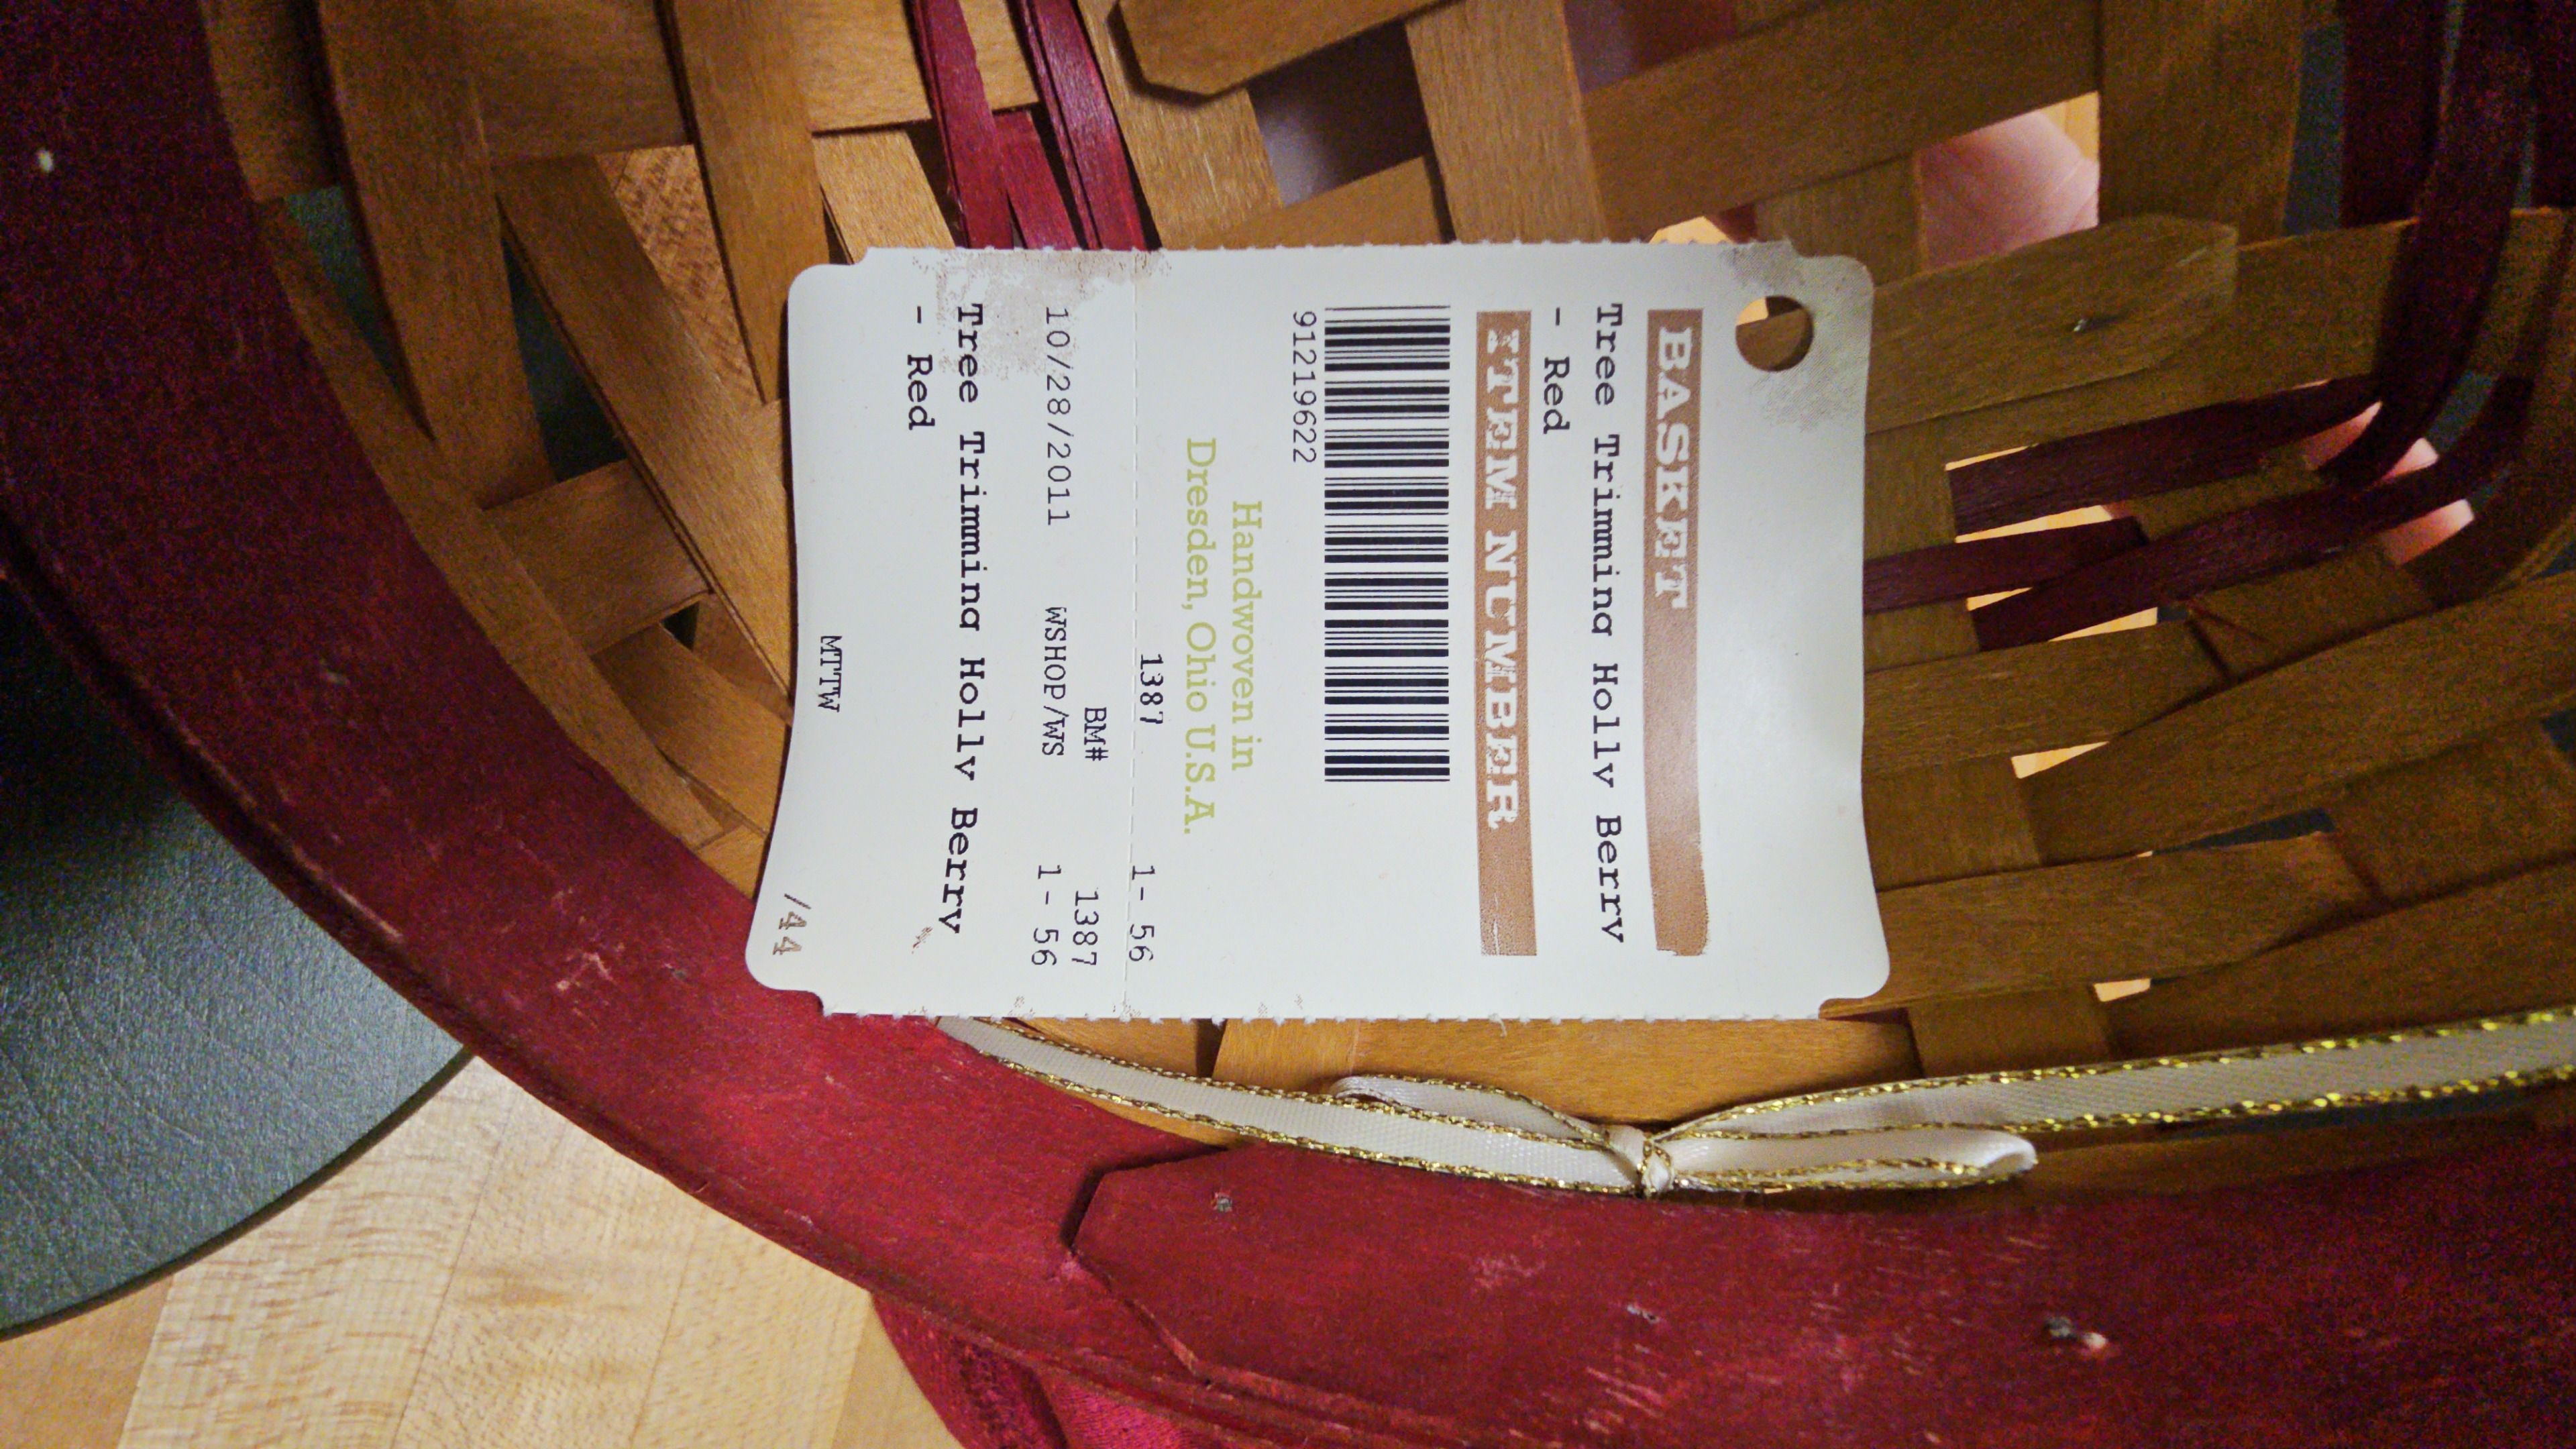 BASKET
Tree Trimming Holly Berry
- Red
ITEM NUMBER
91219622
Handwoven in
Dresden, Ohio U.S.A.
1387 1- 56
BM# 1387
10/28/2011 WSHOP/WS 1- 56
Tree Trimming Holly Berry
- Red
MTTW
/44